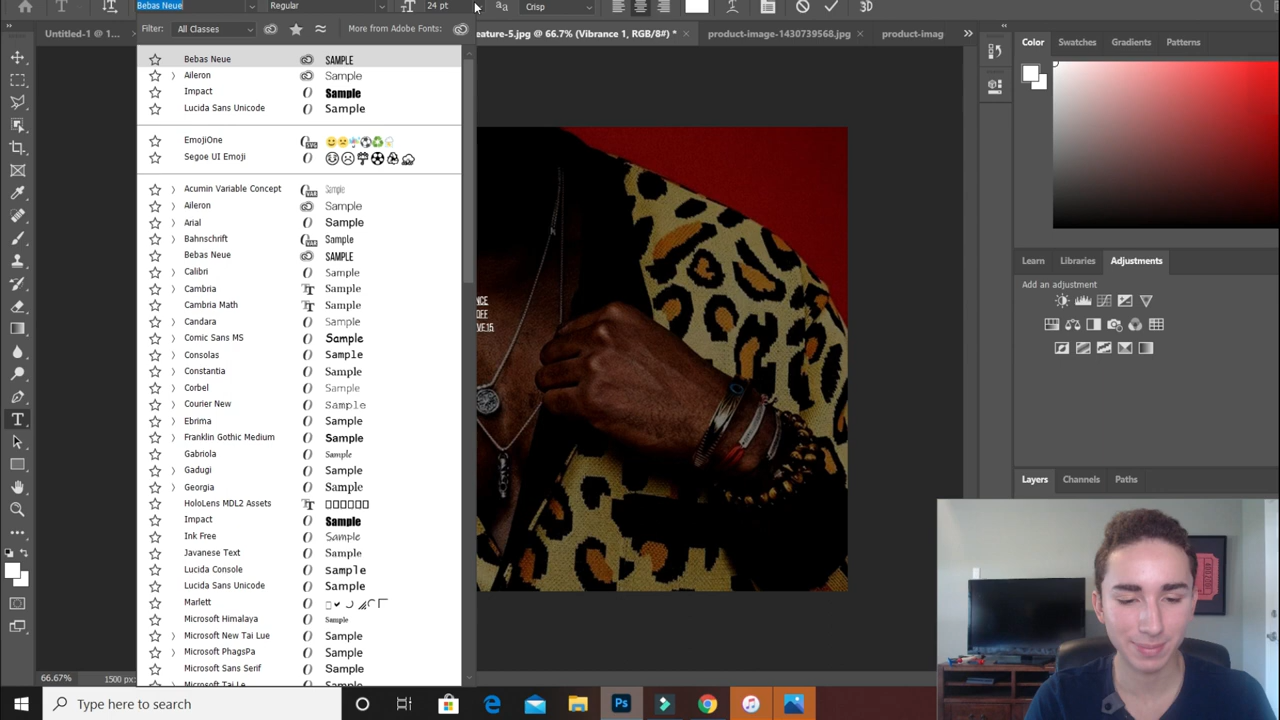 Bebas Neue
Regular
24 pt
Crisp
3D
Filter:
All Classes
More from Adobe Fonts:
Untitled-1 @ 1...
eature-5.jpg @ 66.7% (Vibrance 1, RGB/8#) *
product-image-1430739568.jpg
product-imag
Bebas Neue SAMPLE
Aileron Sample
Impact Sample
Lucida Sans Unicode Sample
EmojiOne
Segoe UI Emoji
Acumin Variable Concept Sample
Aileron Sample
Arial Sample
Bahnschrift Sample
Bebas Neue SAMPLE
Calibri Sample
Cambria Sample
Cambria Math Sample
Candara Sample
Comic Sans MS Sample
Consolas Sample
Constantia Sample
Corbel Sample
Courier New Sample
Ebrima Sample
Franklin Gothic Medium Sample
Gabriola Sample
Gadugi Sample
Georgia Sample
HoloLens MDL2 Assets
Impact Sample
Ink Free Sample
Javanese Text Sample
Lucida Console Sample
Lucida Sans Unicode Sample
Marlett
Microsoft Himalaya Sample
Microsoft New Tai Lue Sample
Microsoft PhagsPa Sample
Microsoft Sans Serif Sample
Microsoft Tai Le
NCE
OFF
VE15
Color
Swatches
Gradients
Patterns
Learn
Libraries
Adjustments
Add an adjustment
Layers
Channels
Paths
66.67%
1500 px
Type here to search